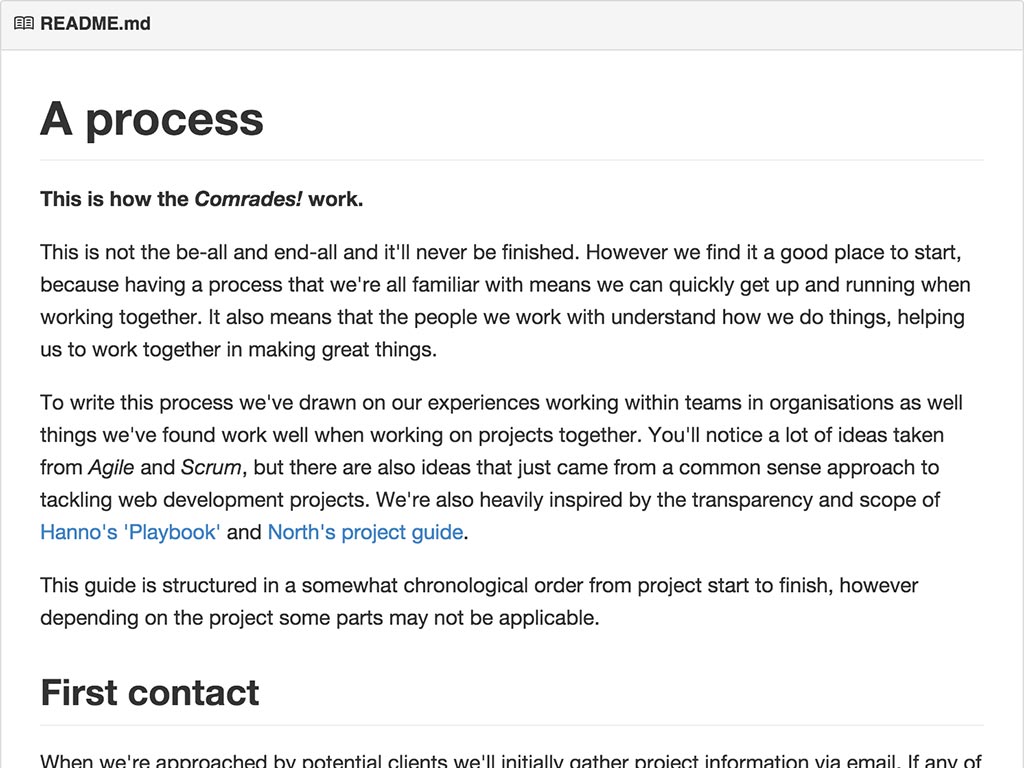 README.md
A process
This is how the Comrades! work.
This is not the be-all and end-all and it'll never be finished. However we find it a good place to start,
because having a process that we're all familiar with means we can quickly get up and running when
working together. It also means that the people we work with understand how we do things, helping
us to work together in making great things.
To write this process we've drawn on our experiences working within teams in organisations as well
things we've found work well when working on projects together. You'll notice a lot of ideas taken
from Agile and Scrum, but there are also ideas that just came from a common sense approach to
tackling web development projects. We're also heavily inspired by the transparency and scope of
Hanno's 'Playbook' and North's project guide.
This guide is structured in a somewhat chronological order from project start to finish, however
depending on the project some parts may not be applicable.
First contact
When we're approached by potential clients we'll initially gather project information via email. If any of